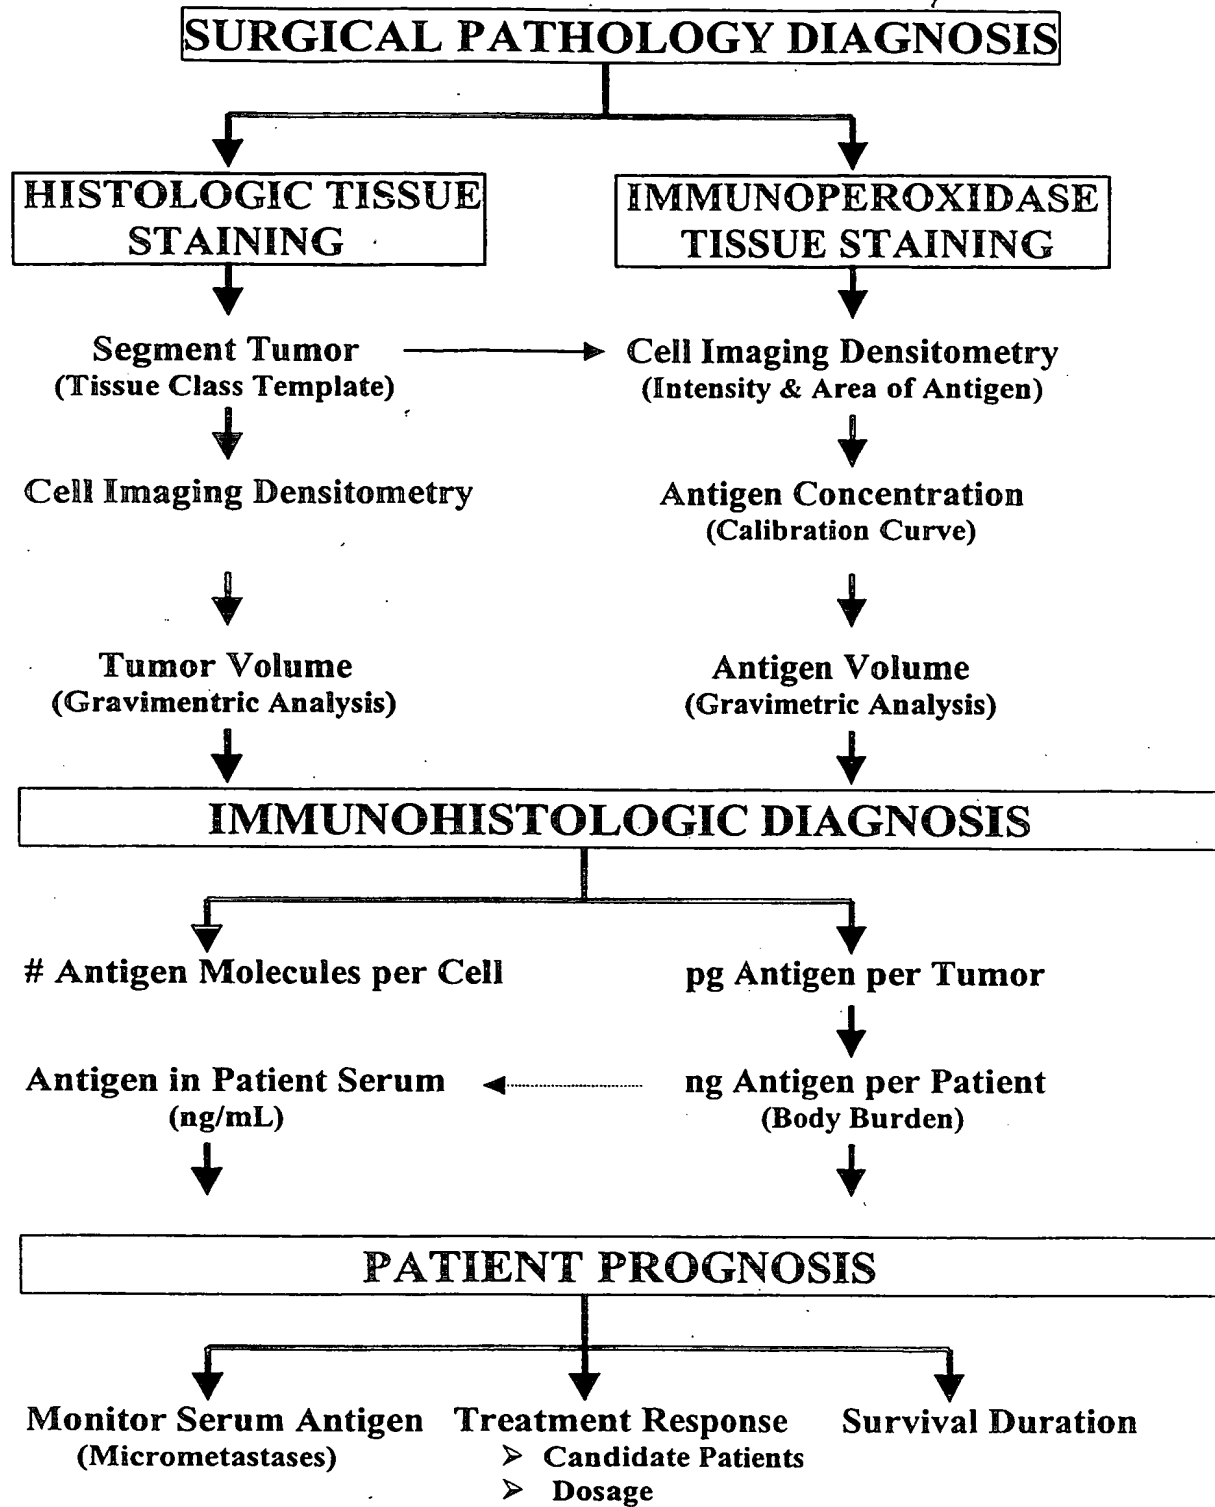 SURGICAL PATHOLOGY DIAGNOSIS
HISTOLOGIC TISSUE
STAINING
IMMUNOPEROXIDASE
TISSUE STAINING
Segment Tumor
(Tissue Class Template)
Cell Imaging Densitometry
(Intensity & Area of Antigen)
Cell Imaging Densitometry
Antigen Concentration
(Calibration Curve)
Tumor Volume
(Gravimentric Analysis)
Antigen Volume
(Gravimetric Analysis)
IMMUNOHISTOLOGIC DIAGNOSIS
# Antigen Molecules per Cell
pg Antigen per Tumor
Antigen in Patient Serum
(ng/mL)
ng Antigen per Patient
(Body Burden)
PATIENT PROGNOSIS
Monitor Serum Antigen
(Micrometastases)
Treatment Response
➢ Candidate Patients
➢ Dosage
Survival Duration